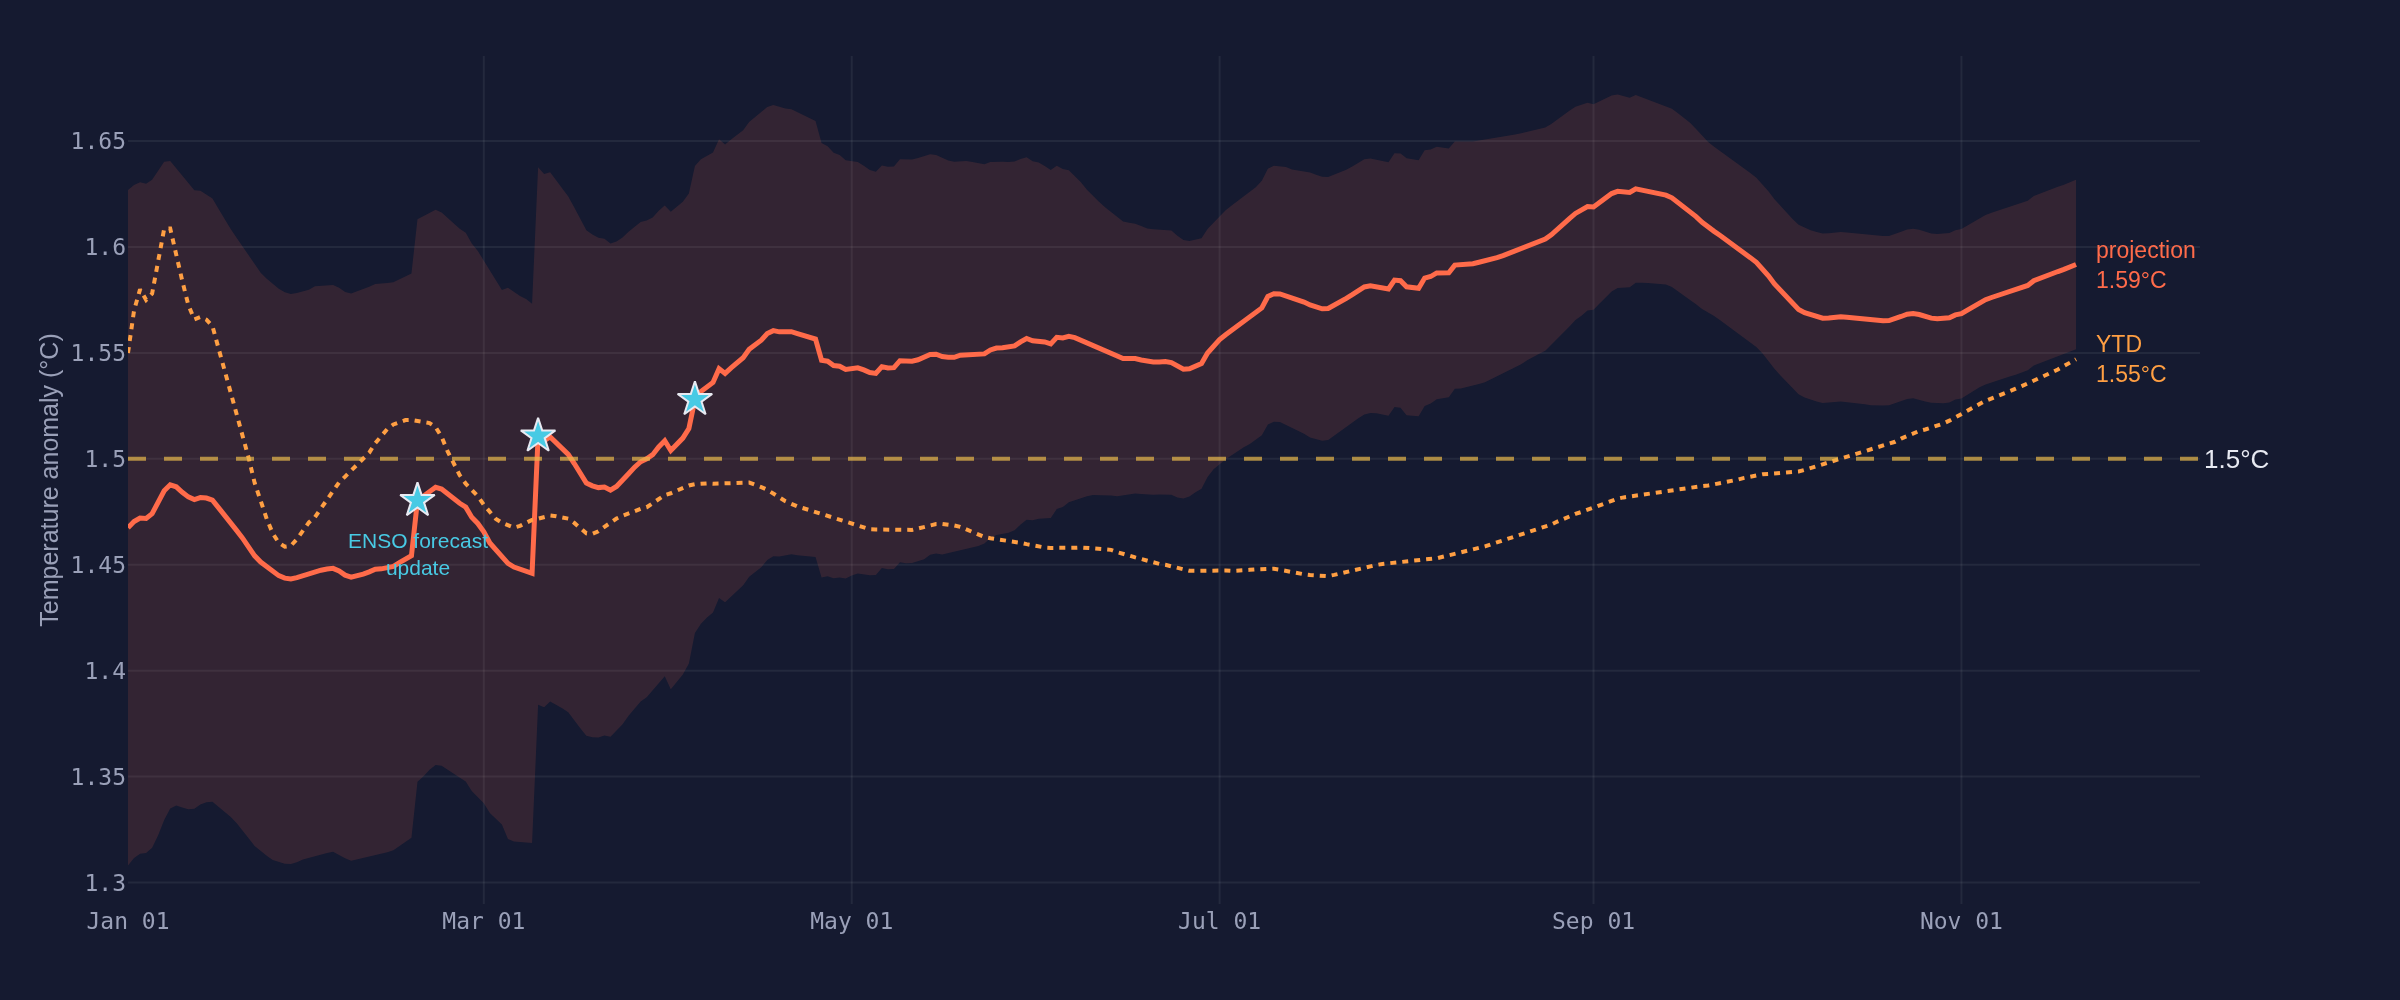 Temperature anomaly (°C)
1.65
1.6
1.55
1.5
1.45
1.4
1.35
1.3
Jan 01
Mar 01
May 01
Jul 01
Sep 01
Nov 01
ENSO forecast
update
projection
1.59°C
YTD
1.55°C
1.5°C